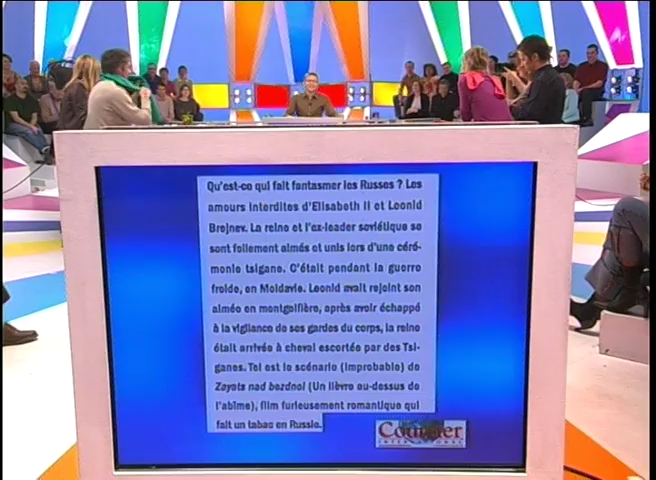 Qu'est-ce qui fait fantasmer les Russes ? Les
amours interdites d'Elisabeth II et Leonid
Brejnev. La reine et l'ex-leader soviétique se
sont follement aimés et unis lors d'une céré-
monie tsigane. C'était pendant la guerre
froide, en Moldavie. Leonid avait rejoint son
aimée en montgolfière, après avoir échappé
à la vigilance de ses gardes du corps, la reine
était arrivée à cheval escortée par des Tsi-
ganes. Tel est le scénario (improbable) de
Zayats nad bezdnoï (Un lièvre au-dessus de
l'abîme), film furieusement romantique qui
fait un tabac en Russie.
Courrier
INTERNATIONAL